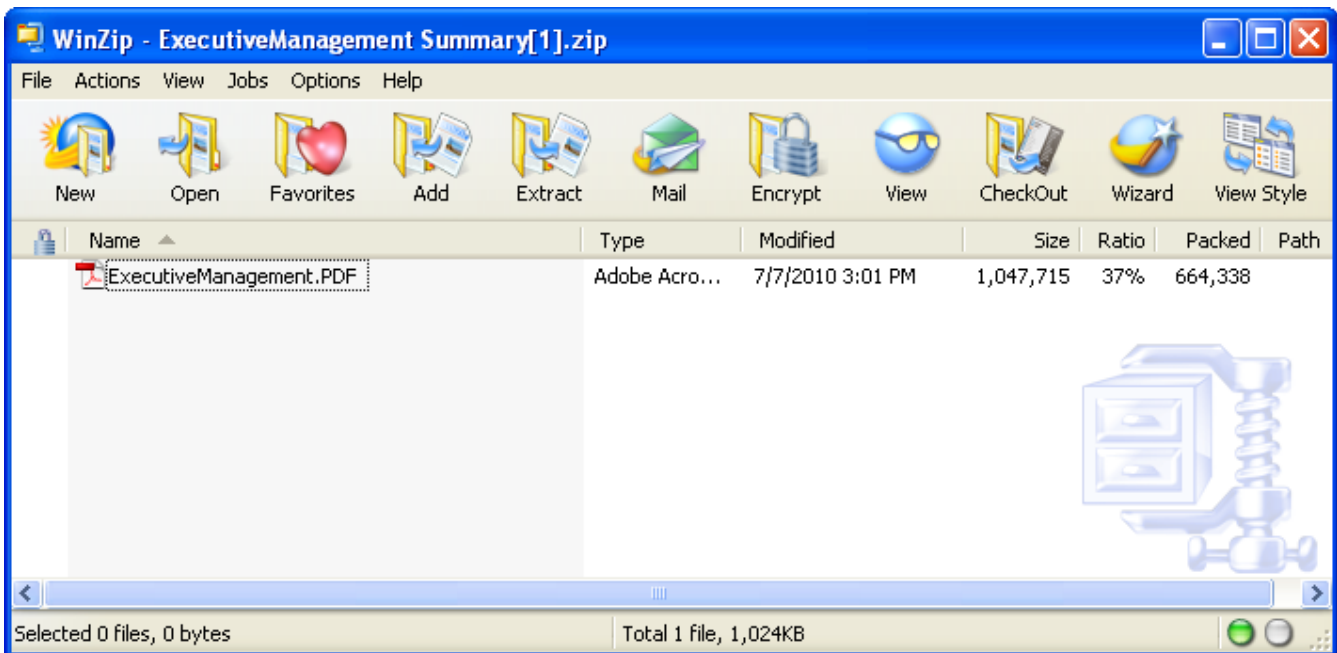 WinZip - ExecutiveManagement Summary[1].zip
File Actions View Jobs Options Help
New Open Favorites Add Extract Mail Encrypt View CheckOut Wizard View Style
Name Type Modified Size Ratio Packed Path
ExecutiveManagement.PDF Adobe Acro... 7/7/2010 3:01 PM 1,047,715 37% 664,338
Selected 0 files, 0 bytes Total 1 file, 1,024KB